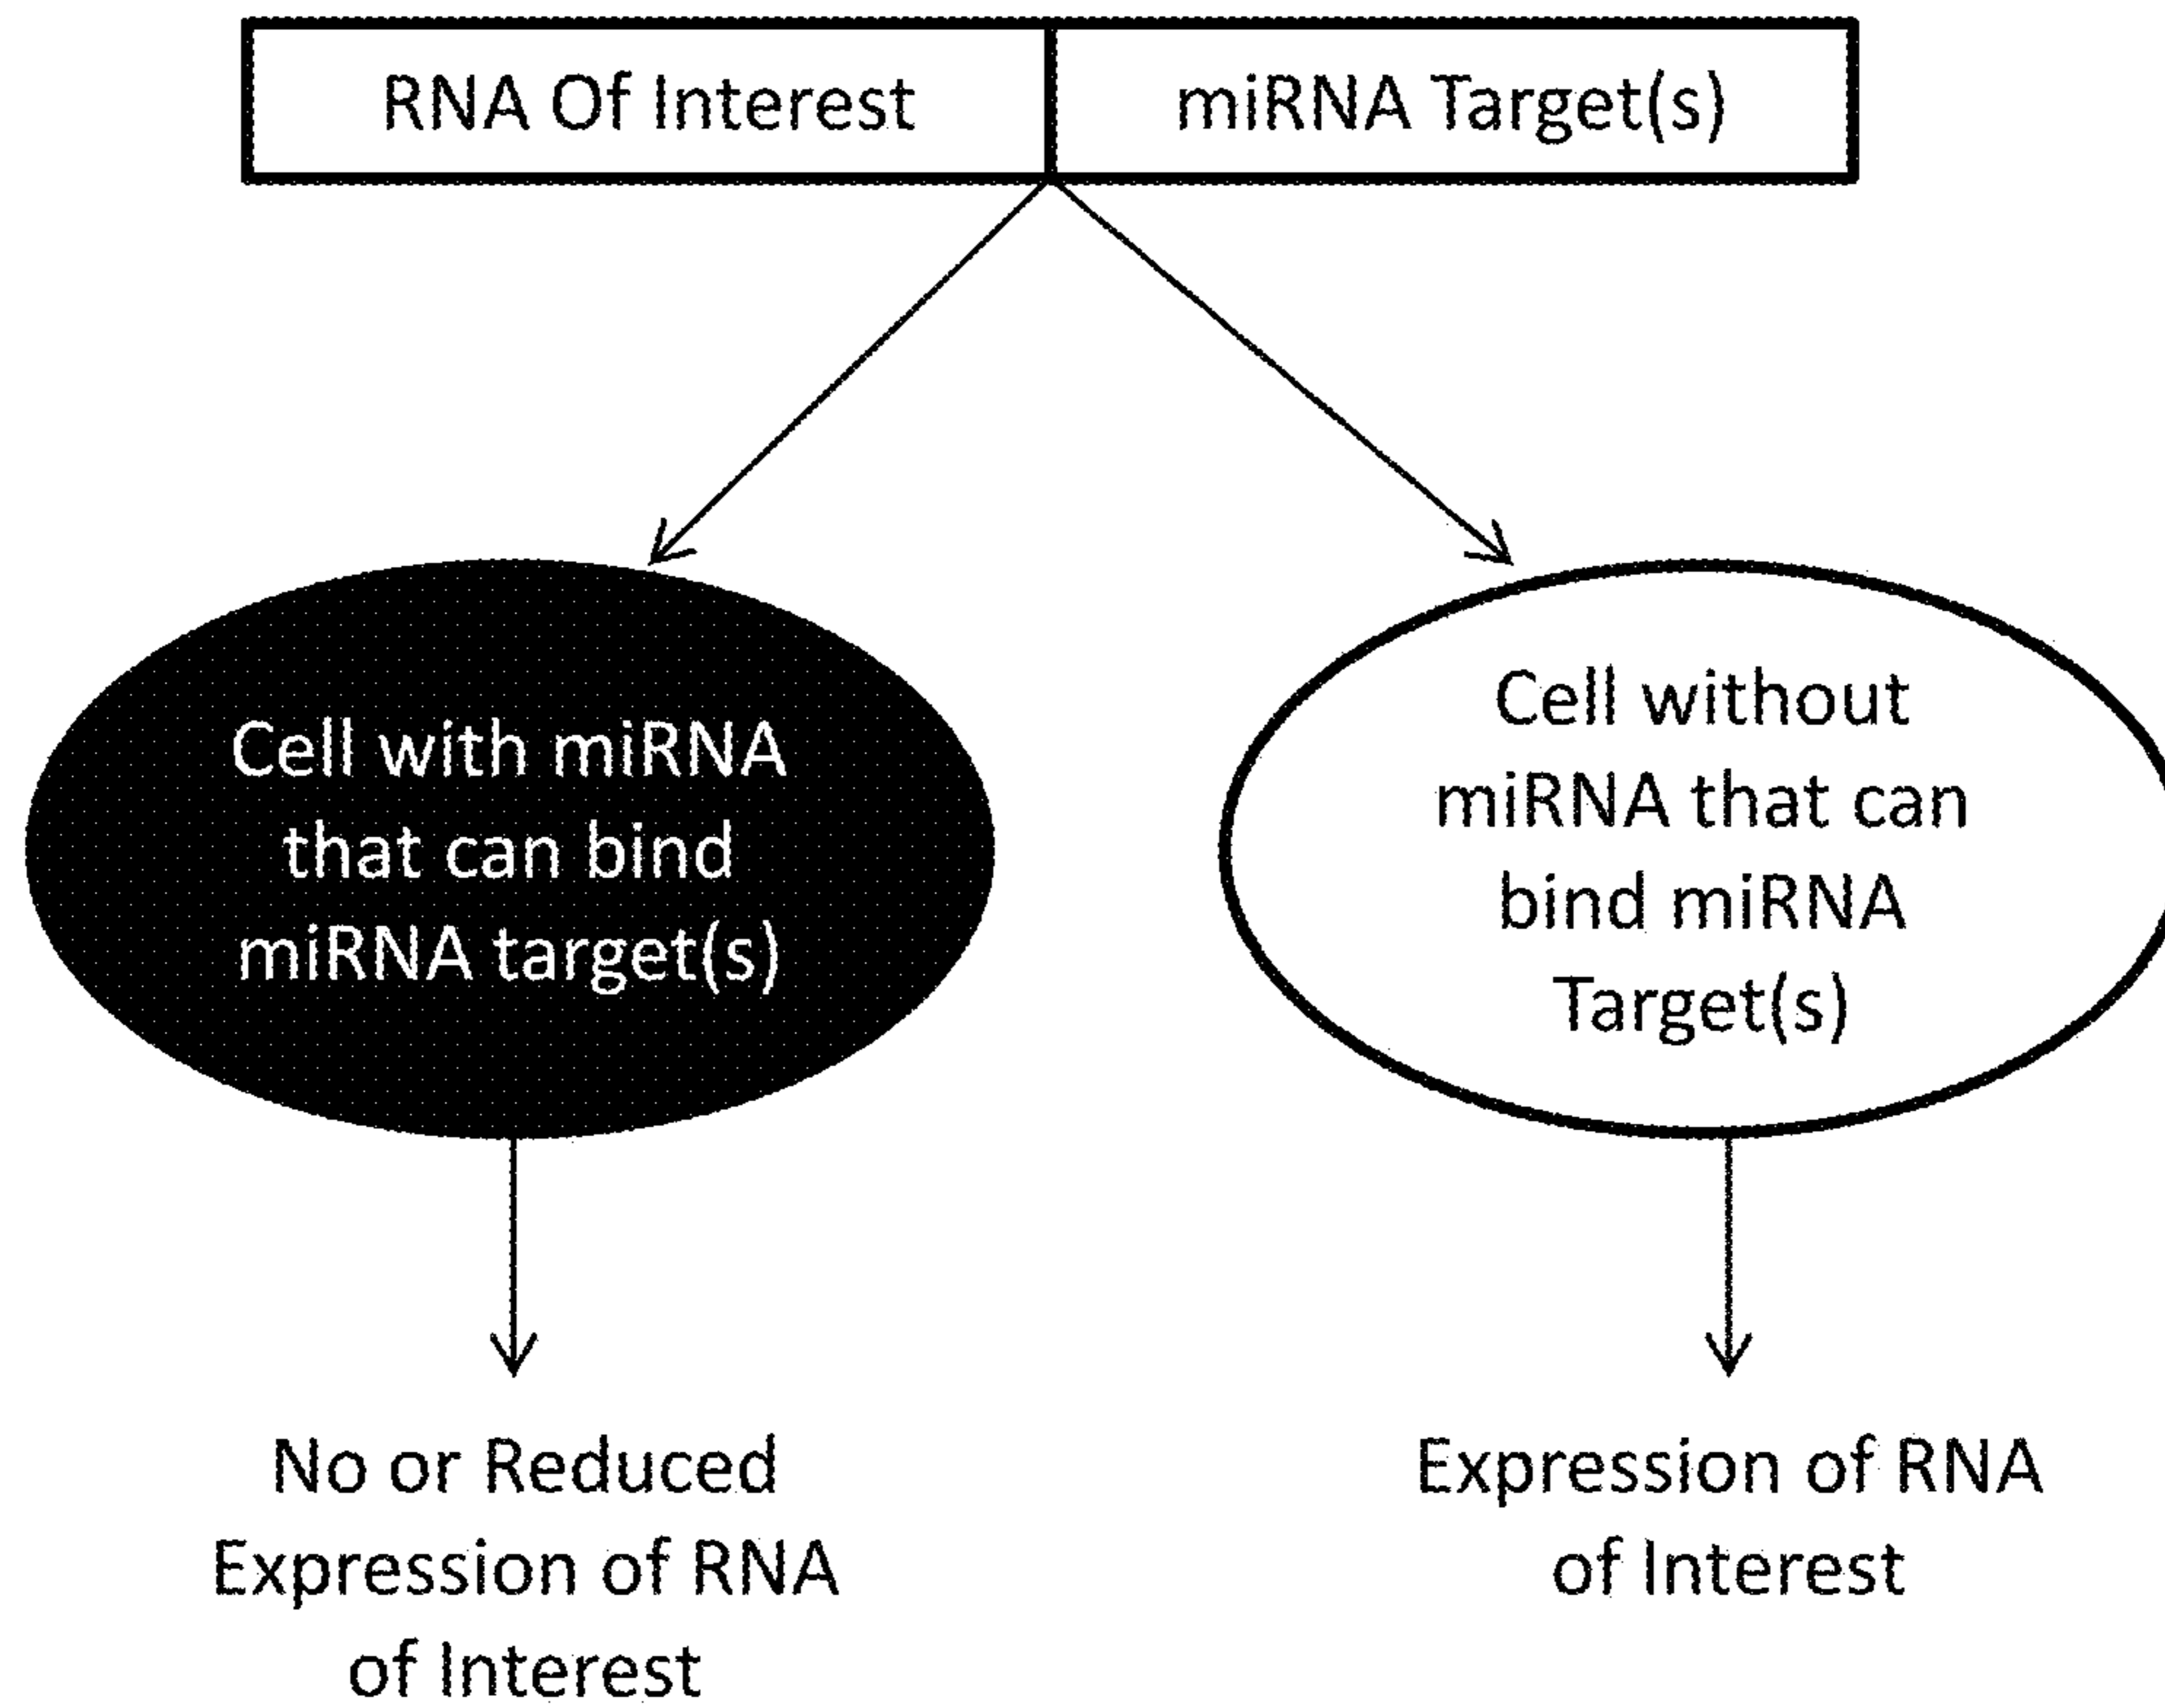 RNA Of Interest
miRNA Target(s)
Cell with miRNA
that can bind
miRNA target(s)
Cell without
miRNA that can
bind miRNA
Target(s)
No or Reduced
Expression of RNA
of Interest
Expression of RNA
of Interest